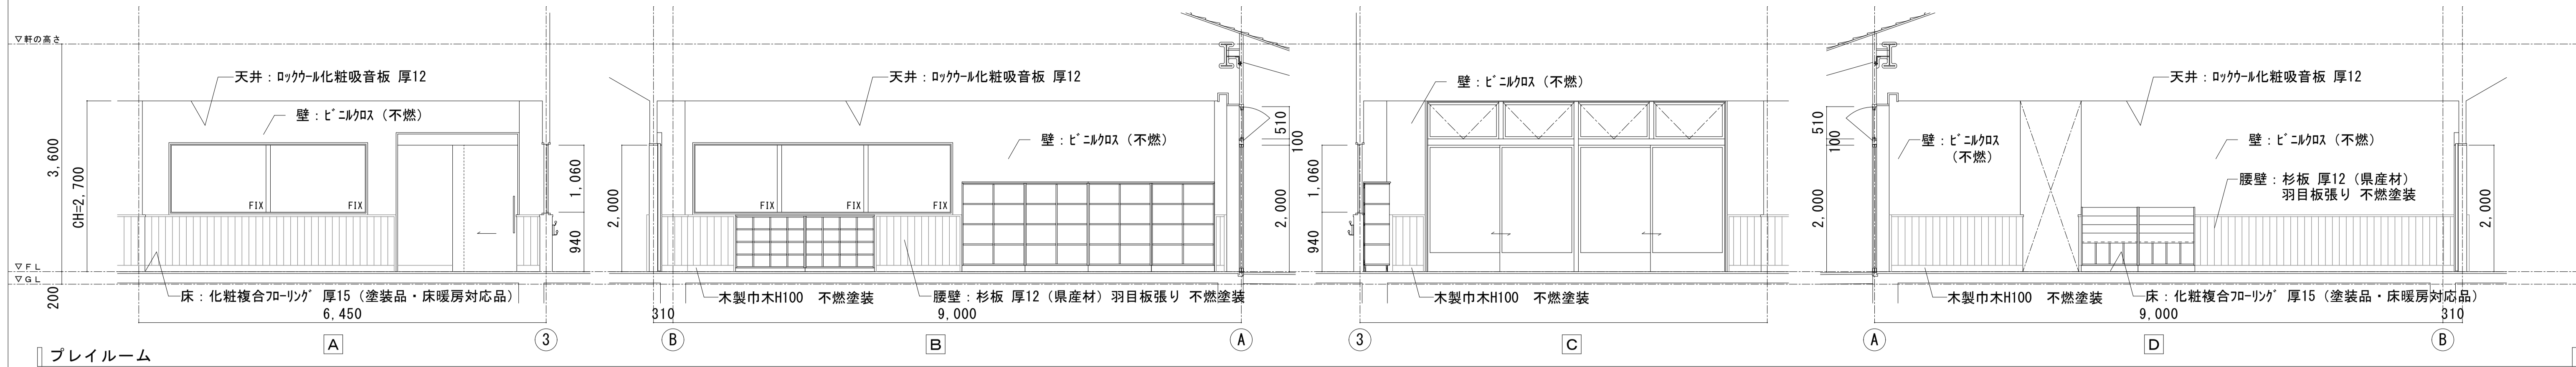 ▽軒の高さ
3,600
CH=2,700
▽FL
▽GL
200
天井：ロックウール化粧吸音板 厚12
壁：ビニルクロス（不燃）
FIX
FIX
1,060
940
床：化粧複合フローリング 厚15（塗装品・床暖房対応品）
6,450
A
3
2,000
天井：ロックウール化粧吸音板 厚12
壁：ビニルクロス（不燃）
FIX
FIX
FIX
510
100
2,000
木製巾木H100 不燃塗装
腰壁：杉板 厚12（県産材）羽目板張り 不燃塗装
310
9,000
B
B
A
壁：ビニルクロス（不燃）
1,060
940
木製巾木H100 不燃塗装
3
C
510
100
2,000
天井：ロックウール化粧吸音板 厚12
壁：ビニルクロス
（不燃）
壁：ビニルクロス（不燃）
腰壁：杉板 厚12（県産材）
羽目板張り 不燃塗装
2,000
木製巾木H100 不燃塗装
床：化粧複合フローリング 厚15（塗装品・床暖房対応品）
9,000
310
A
D
B
プレイルーム